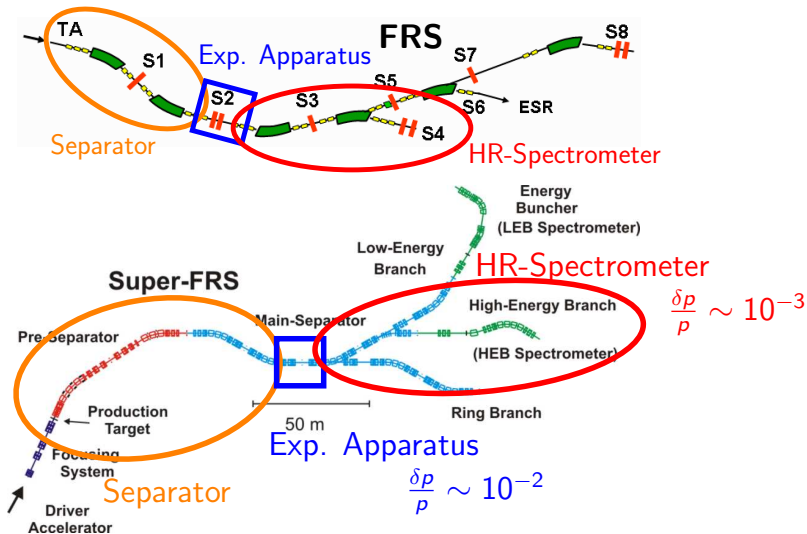 TA
FRS
S8
S1
Exp. Apparatus
S7
S2
S3
S5
S6
ESR
S4
Separator
HR-Spectrometer
Energy
Buncher
(LEB Spectrometer)
Low-Energy
Branch
HR-Spectrometer
Super-FRS
High-Energy Branch
Main-Separator
δp/p ∼ 10⁻³
Pre-Separator
(HEB Spectrometer)
Production
Target
50 m
Ring Branch
Focusing
System
Exp. Apparatus
Separator
δp/p ∼ 10⁻²
Driver
Accelerator